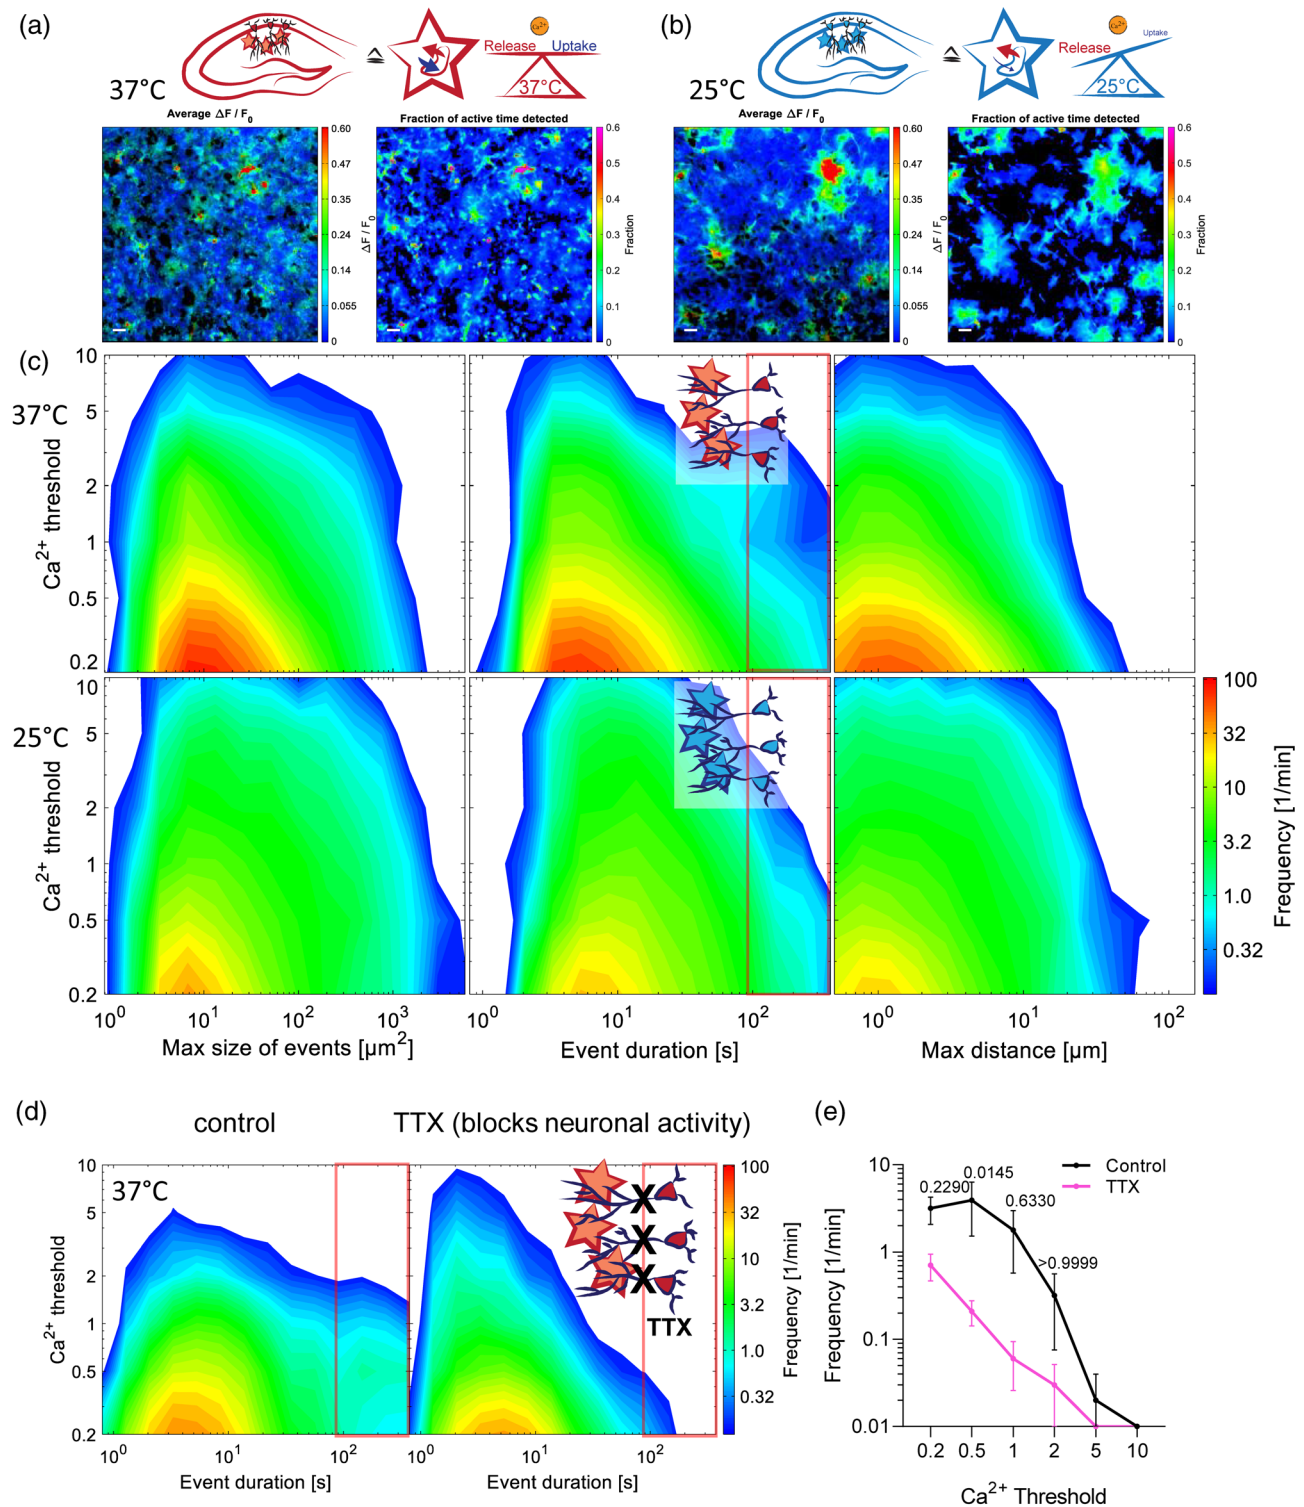 (a)
Ca2+
Release Uptake
37°C
37°C
(b)
Ca2+
Uptake
Release
25°C
25°C
Average ΔF / F0
Fraction of active time detected
Average ΔF / F0
Fraction of active time detected
0.60
0.47
0.34
0.24
0.14
0.055
0
ΔF / F0
0.6
0.5
0.4
0.3
0.2
0.1
0
Fraction
0.60
0.47
0.34
0.24
0.14
0.055
0
ΔF / F0
0.6
0.5
0.4
0.3
0.2
0.1
0
Fraction
(c)
37°C
Ca2+ threshold
10
5
2
1
0.5
0.2
25°C
Ca2+ threshold
10
5
2
1
0.5
0.2
100
32
10
3.2
1.0
0.32
Frequency [1/min]
10^0 10^1 10^2 10^3
Max size of events [µm2]
10^0 10^1 10^2
Event duration [s]
10^0 10^1 10^2
Max distance [µm]
(d)
control
TTX (blocks neuronal activity)
37°C
Ca2+ threshold
10
5
2
1
0.5
0.2
X
X
X
TTX
100
32
10
3.2
1.0
0.32
Frequency [1/min]
10^0 10^1 10^2
Event duration [s]
10^0 10^1 10^2
Event duration [s]
(e)
Control
TTX
0.2290
0.0145
0.6330
>0.9999
Frequency [1/min]
10
1
0.1
0.01
0.2 0.5 1 2 5 10
Ca2+ Threshold